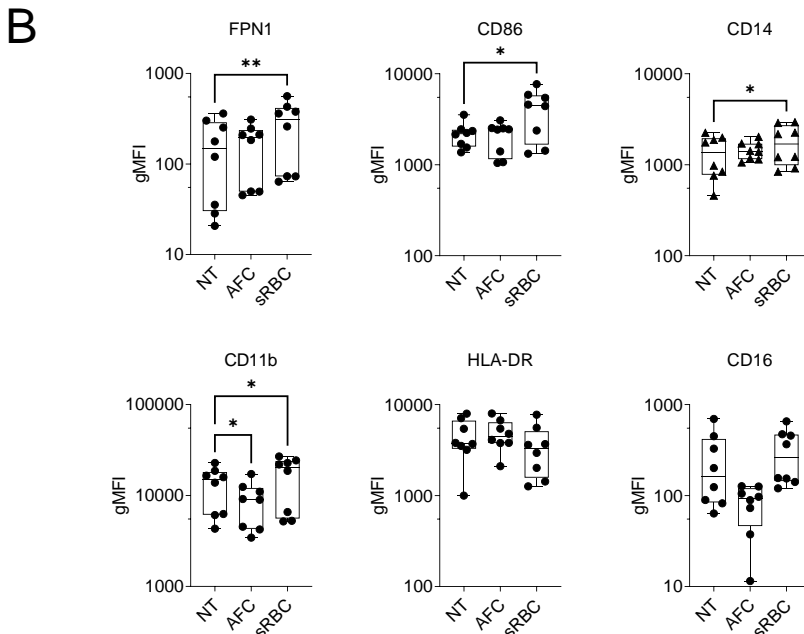 B
FPN1
1000
100
10
gMFI
**
NT
AFC
sRBC
CD86
10000
1000
100
gMFI
*
NT
AFC
sRBC
CD14
10000
1000
100
gMFI
*
NT
AFC
sRBC
CD11b
100000
10000
1000
gMFI
*
*
NT
AFC
sRBC
HLA-DR
10000
1000
100
gMFI
NT
AFC
sRBC
CD16
1000
100
10
gMFI
NT
AFC
sRBC